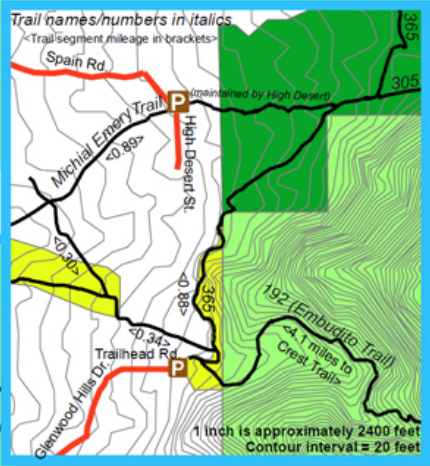 Trail names/numbers in italics
<Trail segment mileage in brackets>
365
Spain Rd.
305
P
(maintained by High Desert)
Michial Emery Trail
<0.89>
High Desert St.
<0.30>
<0.88>
365
192 (Embudito Trail)
<4.1 miles to
Crest Trail>
<0.34>
Trailhead Rd.
P
Glenwood Hills Dr.
1 inch is approximately 2400 feet
Contour interval = 20 feet